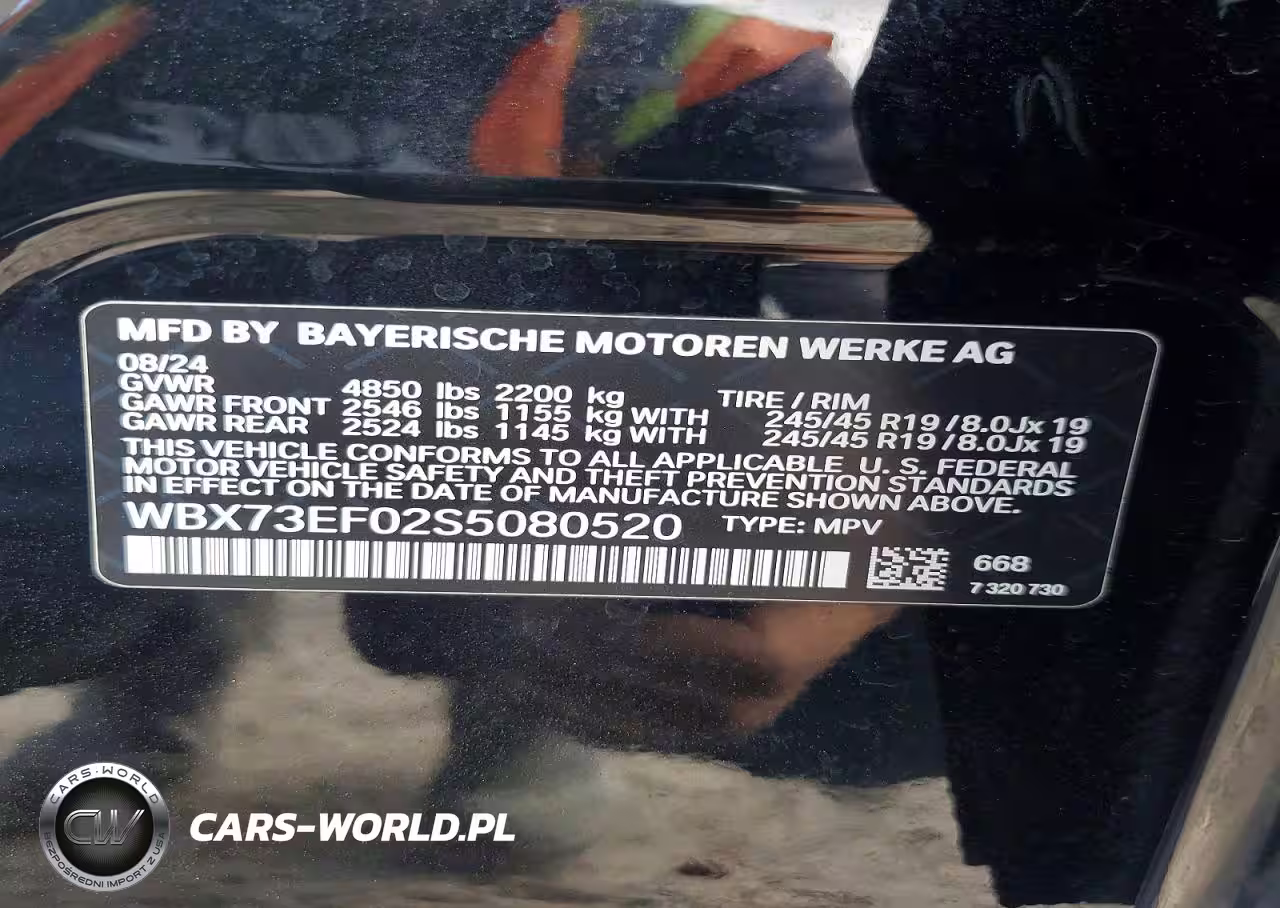 MFD BY BAYERISCHE MOTOREN WERKE AG
08/24
GVWR 4850 lbs 2200 kg TIRE / RIM
GAWR FRONT 2546 lbs 1155 kg WITH 245/45 R19 /8.0Jx 19
GAWR REAR 2524 lbs 1145 kg WITH 245/45 R19 /8.0Jx 19
THIS VEHICLE CONFORMS TO ALL APPLICABLE U. S. FEDERAL
MOTOR VEHICLE SAFETY AND THEFT PREVENTION STANDARDS
IN EFFECT ON THE DATE OF MANUFACTURE SHOWN ABOVE.
WBX73EF02S5080520 TYPE: MPV
668
7 320 730
CARS-WORLD
CW
BEZPOŚREDNI IMPORT Z USA
CARS-WORLD.PL